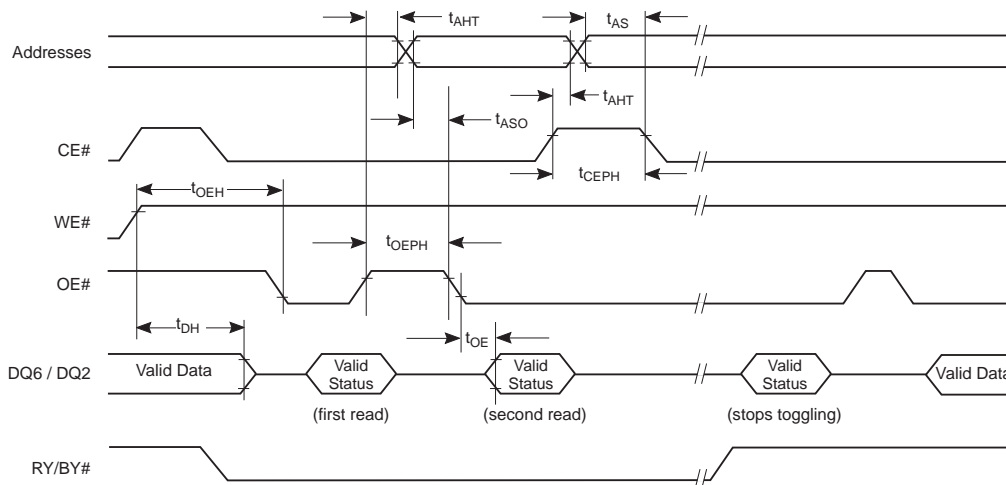 tAHT
tAS
Addresses
tAHT
tASO
CE#
tCEPH
tOEH
WE#
tOEPH
OE#
tDH
tOE
DQ6 / DQ2
Valid Data
Valid
Status
Valid
Status
Valid
Status
Valid Data
(first read)
(second read)
(stops toggling)
RY/BY#